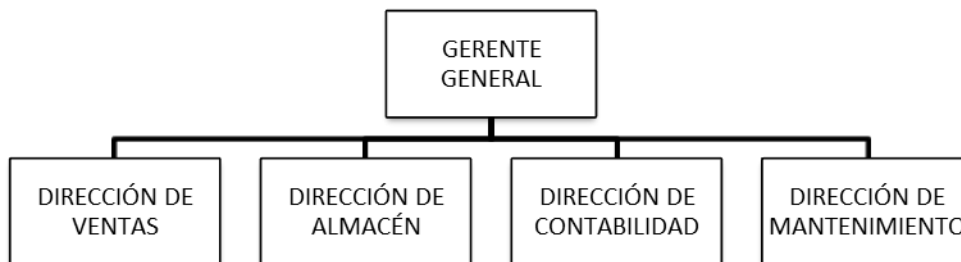 GERENTE
GENERAL
DIRECCIÓN DE
VENTAS
DIRECCIÓN DE
ALMACÉN
DIRECCIÓN DE
CONTABILIDAD
DIRECCIÓN DE
MANTENIMIENTO